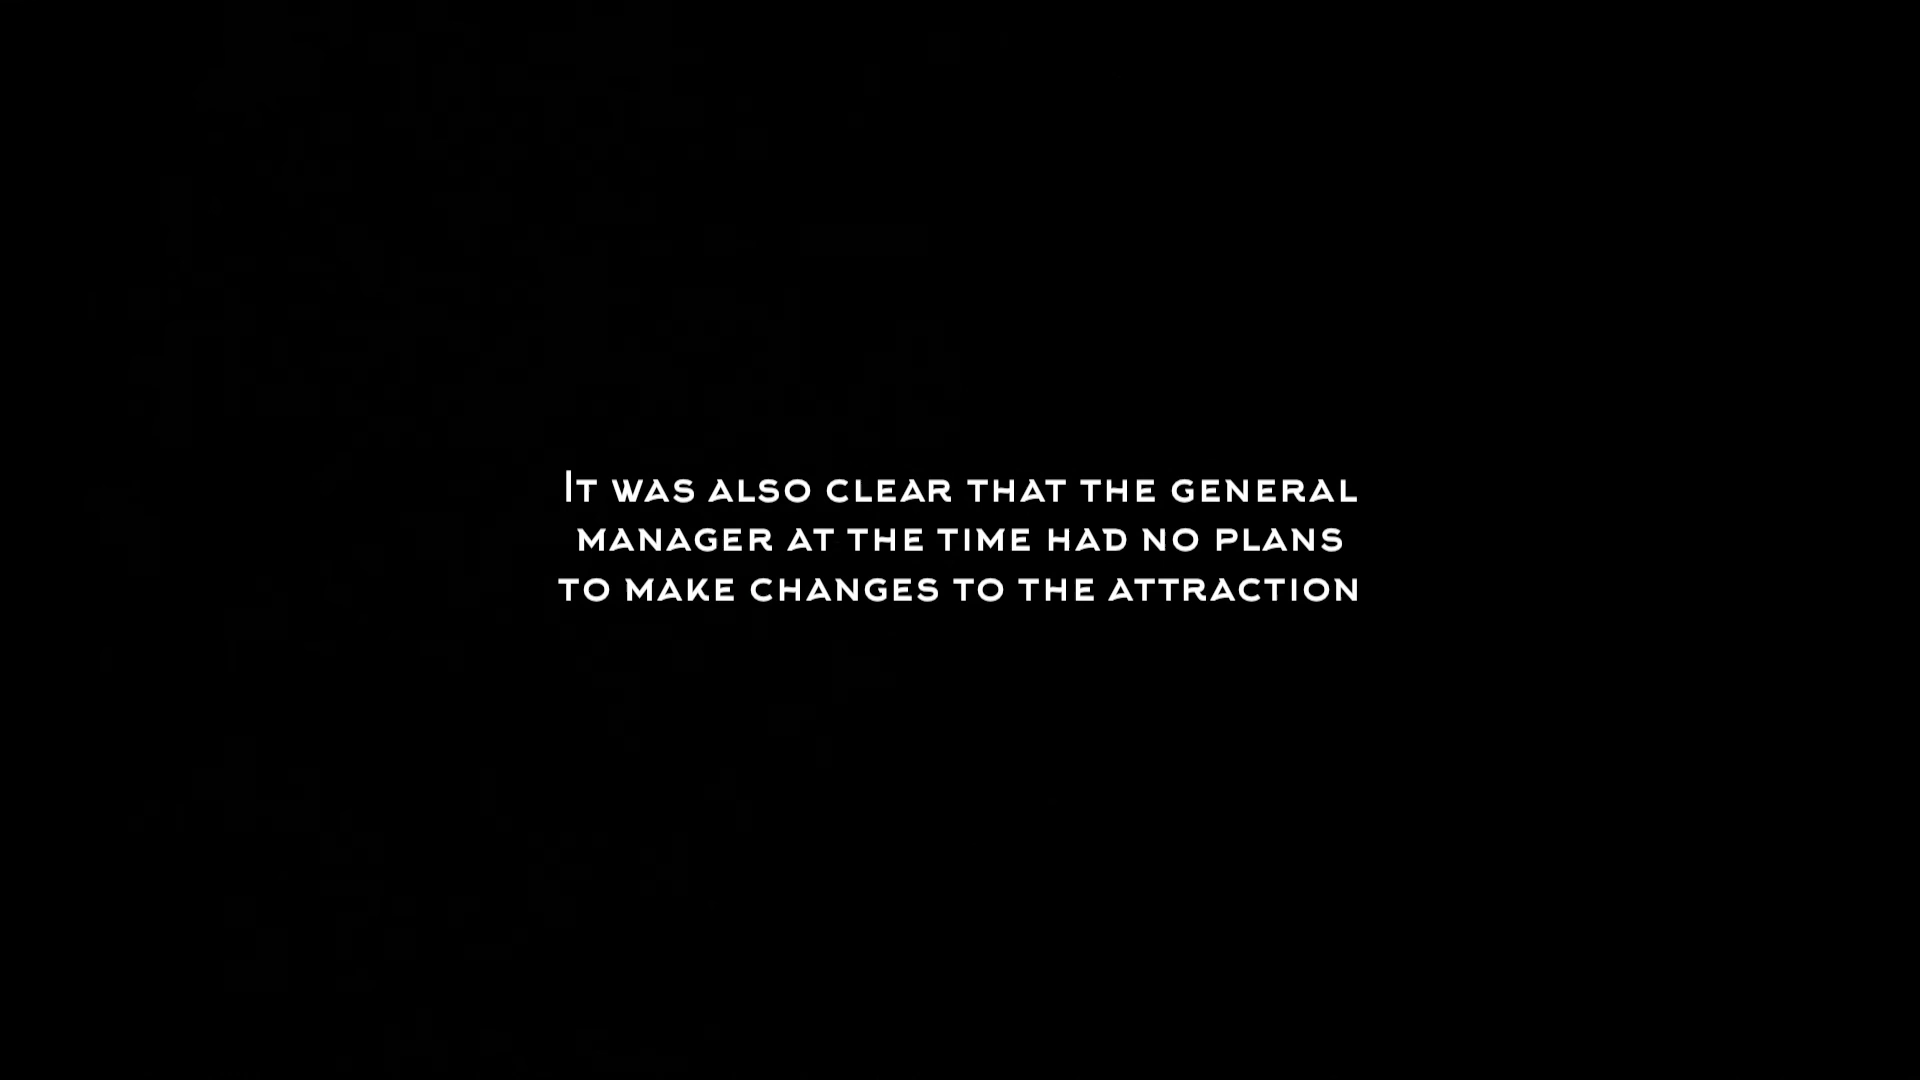 It was also clear that the general
manager at the time had no plans
to make changes to the attraction